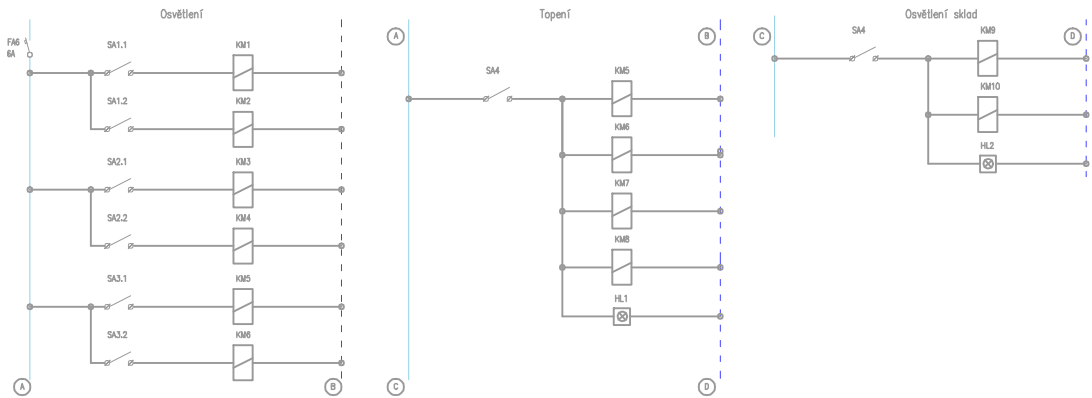 Osvětlení
FA6
6A
SA1.1
KM1
SA1.2
KM2
SA2.1
KM3
SA2.2
KM4
SA3.1
KM5
SA3.2
KM6
A
B
Topení
A
B
SA4
KM5
KM6
KM7
KM8
HL1
C
D
Osvětlení sklad
C
D
SA4
KM9
KM10
HL2